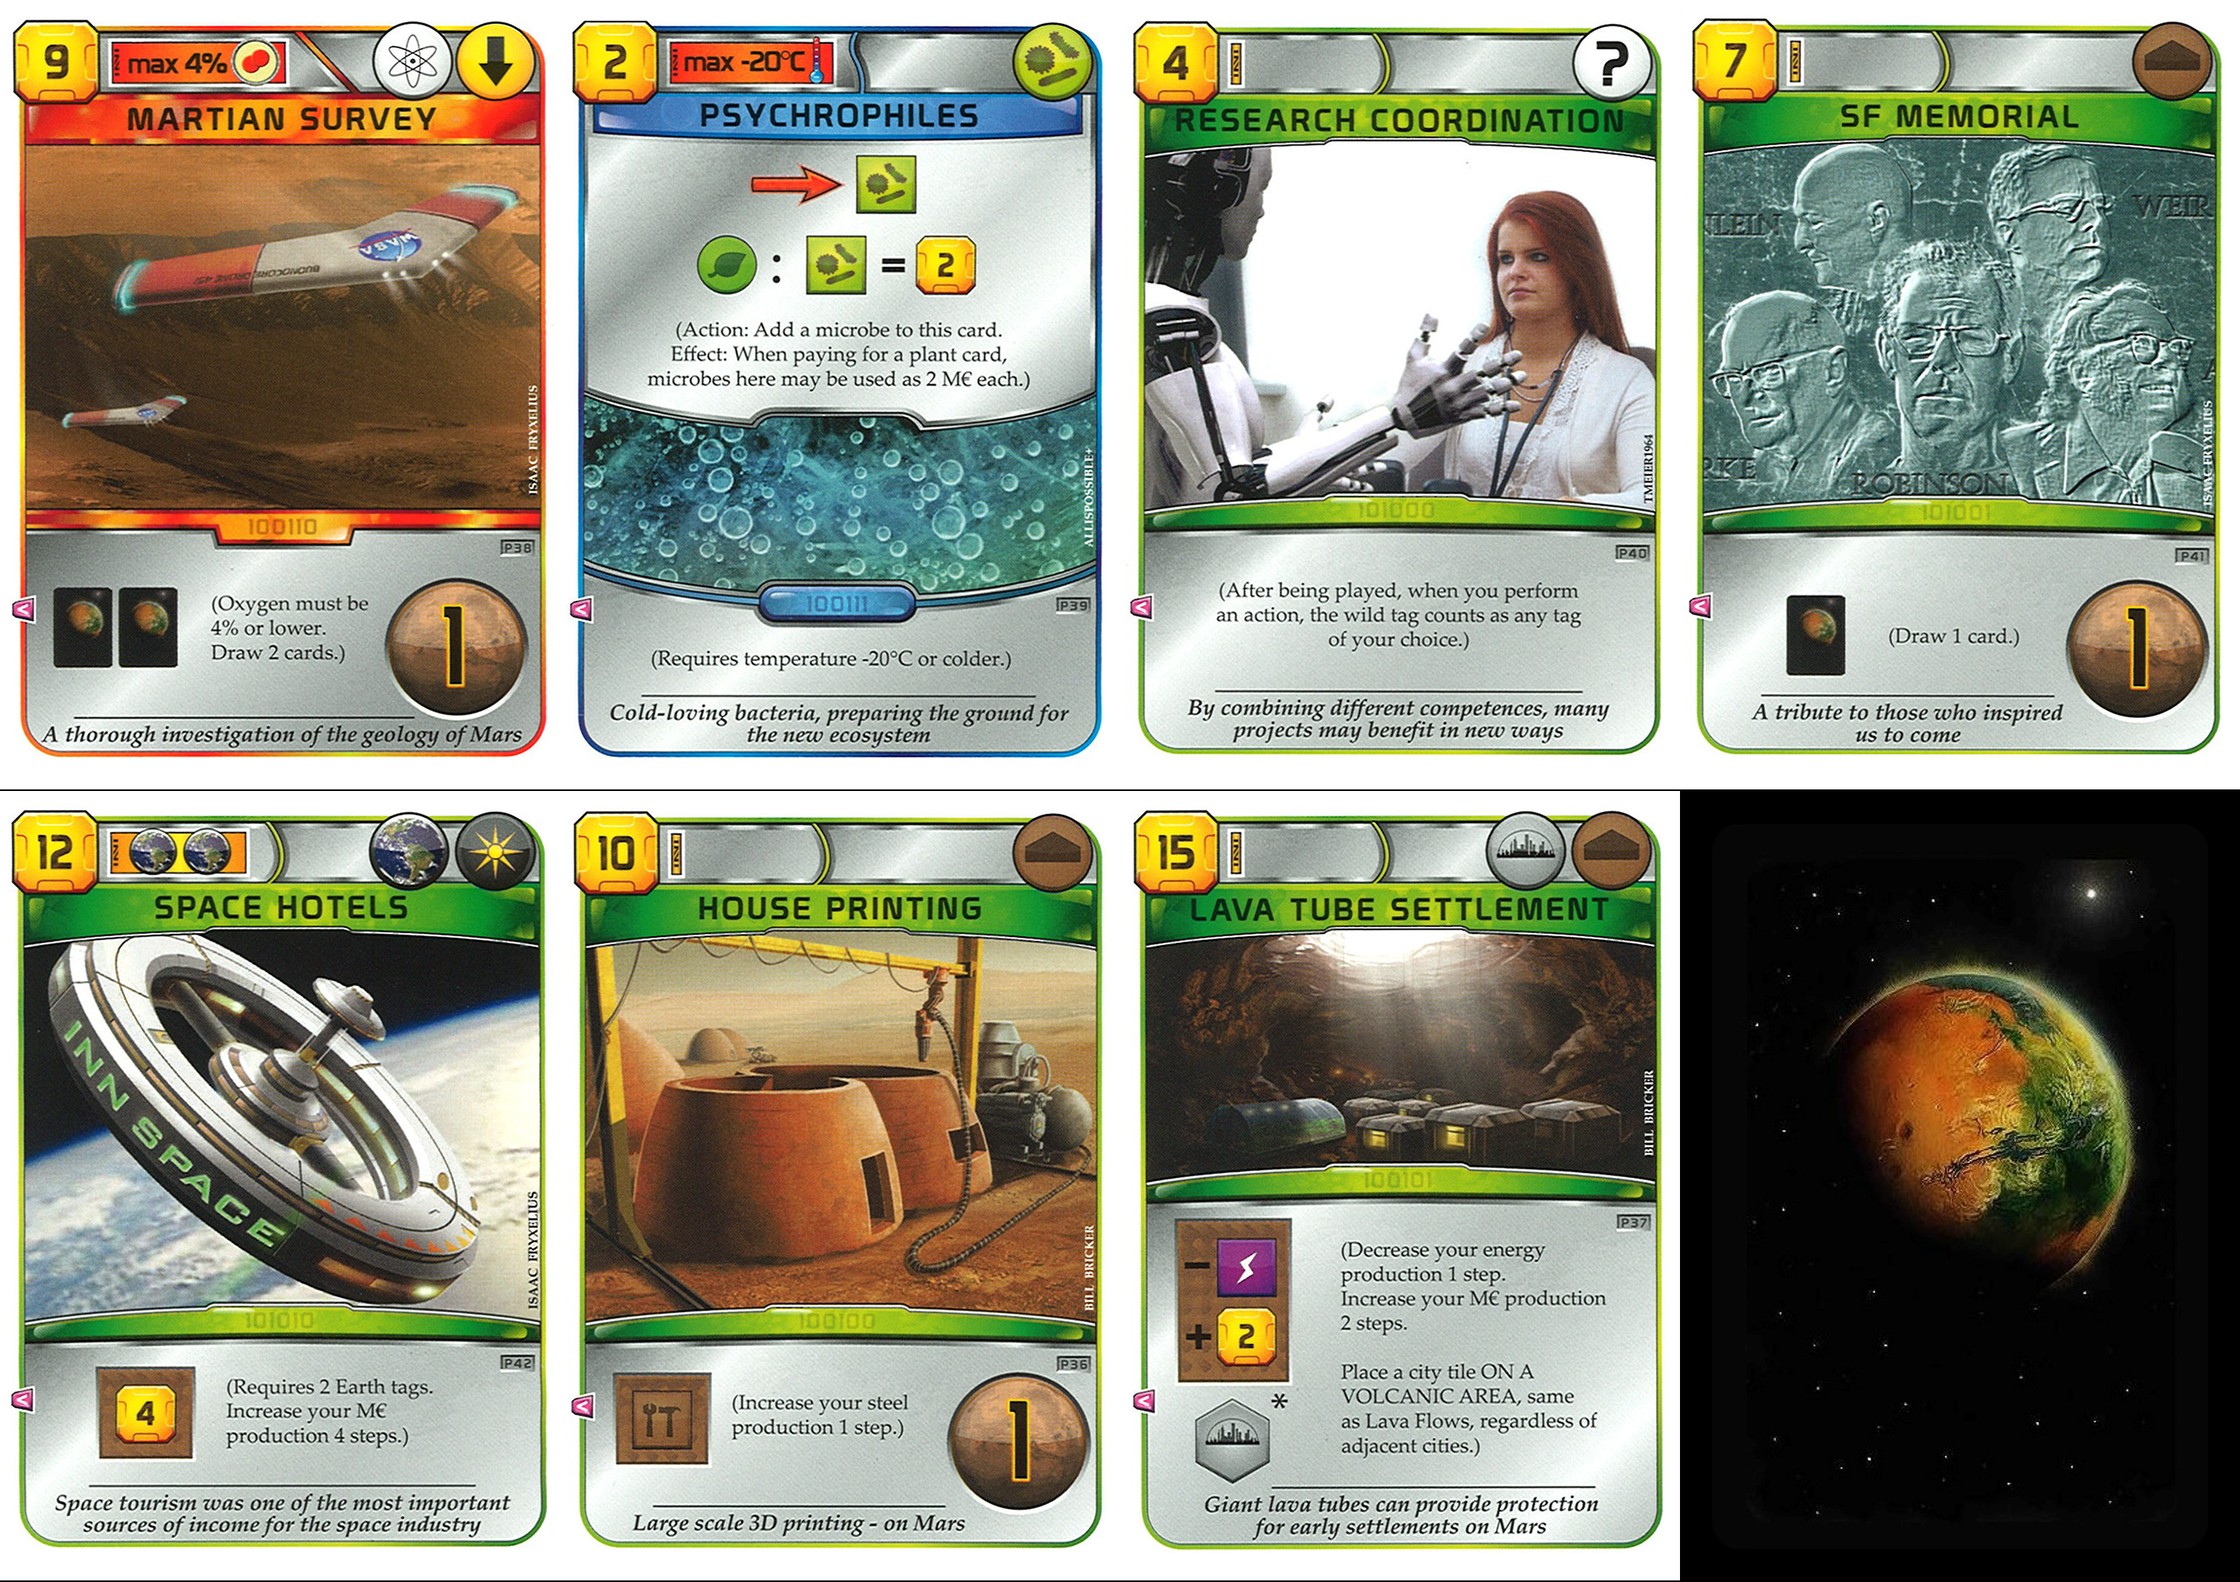 9
max 4%
MARTIAN SURVEY
ISAAC FRYXELIUS
100110
P38
(Oxygen must be
4% or lower.
Draw 2 cards.)
1
A thorough investigation of the geology of Mars
2
max -20°C
PSYCHROPHILES
: = 2
(Action: Add a microbe to this card.
Effect: When paying for a plant card,
microbes here may be used as 2 M€ each.)
ALLISPOSSIBLE+
100111
P39
(Requires temperature -20°C or colder.)
Cold-loving bacteria, preparing the ground for
the new ecosystem
4
?
RESEARCH COORDINATION
TMEIER1964
101000
P40
(After being played, when you perform
an action, the wild tag counts as any tag
of your choice.)
By combining different competences, many
projects may benefit in new ways
7
SF MEMORIAL
WEIR
ROBINSON
ISAAC FRYXELIUS
101001
P41
(Draw 1 card.)
1
A tribute to those who inspired
us to come
12
SPACE HOTELS
INN SPACE
ISAAC FRYXELIUS
101010
P42
4
(Requires 2 Earth tags.
Increase your M€
production 4 steps.)
Space tourism was one of the most important
sources of income for the space industry
10
HOUSE PRINTING
BILL BRICKER
100100
P36
(Increase your steel
production 1 step.)
1
Large scale 3D printing - on Mars
15
LAVA TUBE SETTLEMENT
BILL BRICKER
100101
P37
(Decrease your energy
production 1 step.
Increase your M€ production
2 steps.
-
+ 2
Place a city tile ON A
VOLCANIC AREA, same
as Lava Flows, regardless of
adjacent cities.)
*
Giant lava tubes can provide protection
for early settlements on Mars